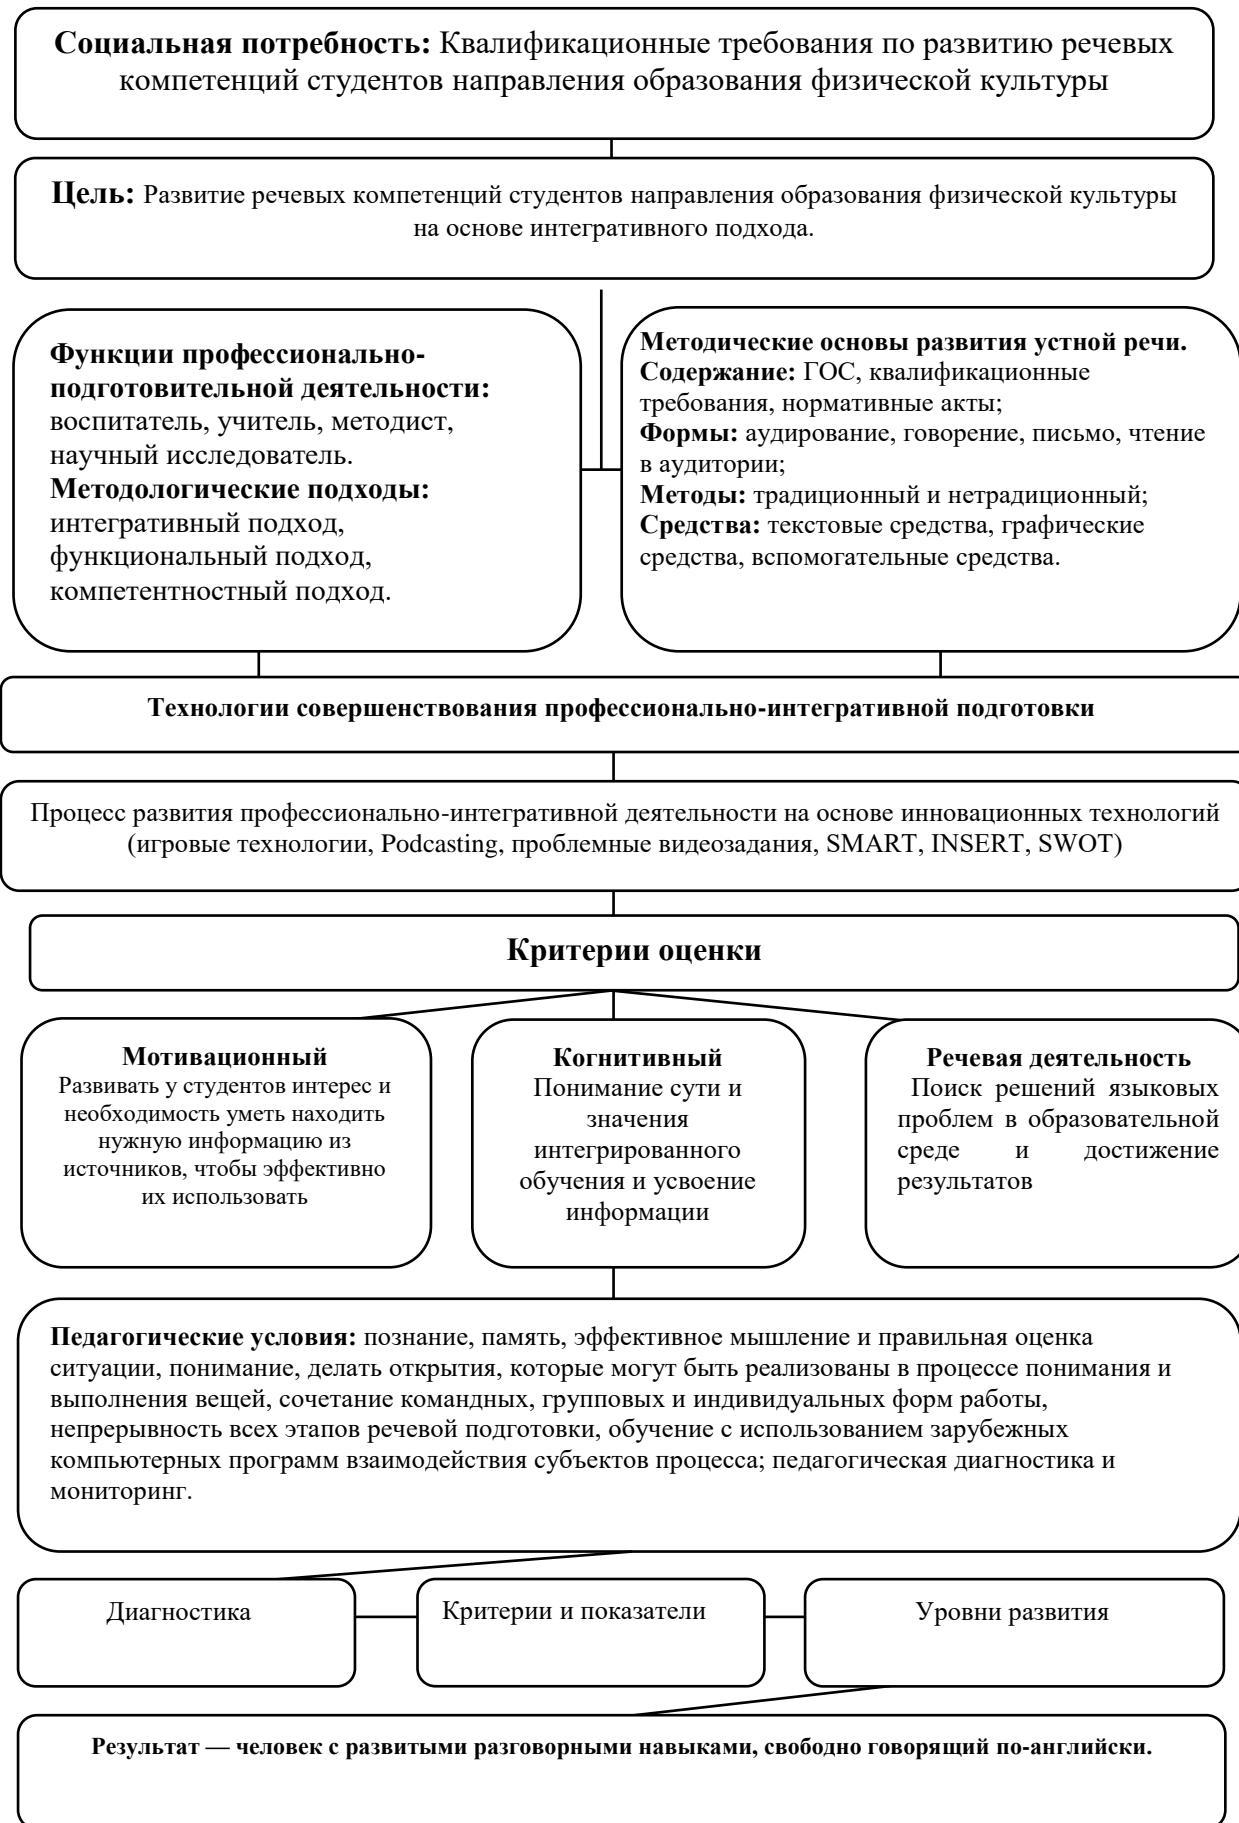 Социальная потребность: Квалификационные требования по развитию речевых
компетенций студентов направления образования физической культуры
Цель: Развитие речевых компетенций студентов направления образования физической культуры
на основе интегративного подхода.
Функции профессионально-
подготовительной деятельности:
воспитатель, учитель, методист,
научный исследователь.
Методологические подходы:
интегративный подход,
функциональный подход,
компетентностный подход.
Методические основы развития устной речи.
Содержание: ГОС, квалификационные
требования, нормативные акты;
Формы: аудирование, говорение, письмо, чтение
в аудитории;
Методы: традиционный и нетрадиционный;
Средства: текстовые средства, графические
средства, вспомогательные средства.
Технологии совершенствования профессионально-интегративной подготовки
Процесс развития профессионально-интегративной деятельности на основе инновационных технологий
(игровые технологии, Podcasting, проблемные видеозадания, SMART, INSERT, SWOT)
Критерии оценки
Мотивационный
Развивать у студентов интерес и
необходимость уметь находить
нужную информацию из
источников, чтобы эффективно
их использовать
Когнитивный
Понимание сути и
значения
интегрированного
обучения и усвоение
информации
Речевая деятельность
Поиск решений языковых
проблем в образовательной
среде и достижение
результатов
Педагогические условия: познание, память, эффективное мышление и правильная оценка
ситуации, понимание, делать открытия, которые могут быть реализованы в процессе понимания и
выполнения вещей, сочетание командных, групповых и индивидуальных форм работы,
непрерывность всех этапов речевой подготовки, обучение с использованием зарубежных
компьютерных программ взаимодействия субъектов процесса; педагогическая диагностика и
мониторинг.
Диагностика
Критерии и показатели
Уровни развития
Результат — человек с развитыми разговорными навыками, свободно говорящий по-английски.